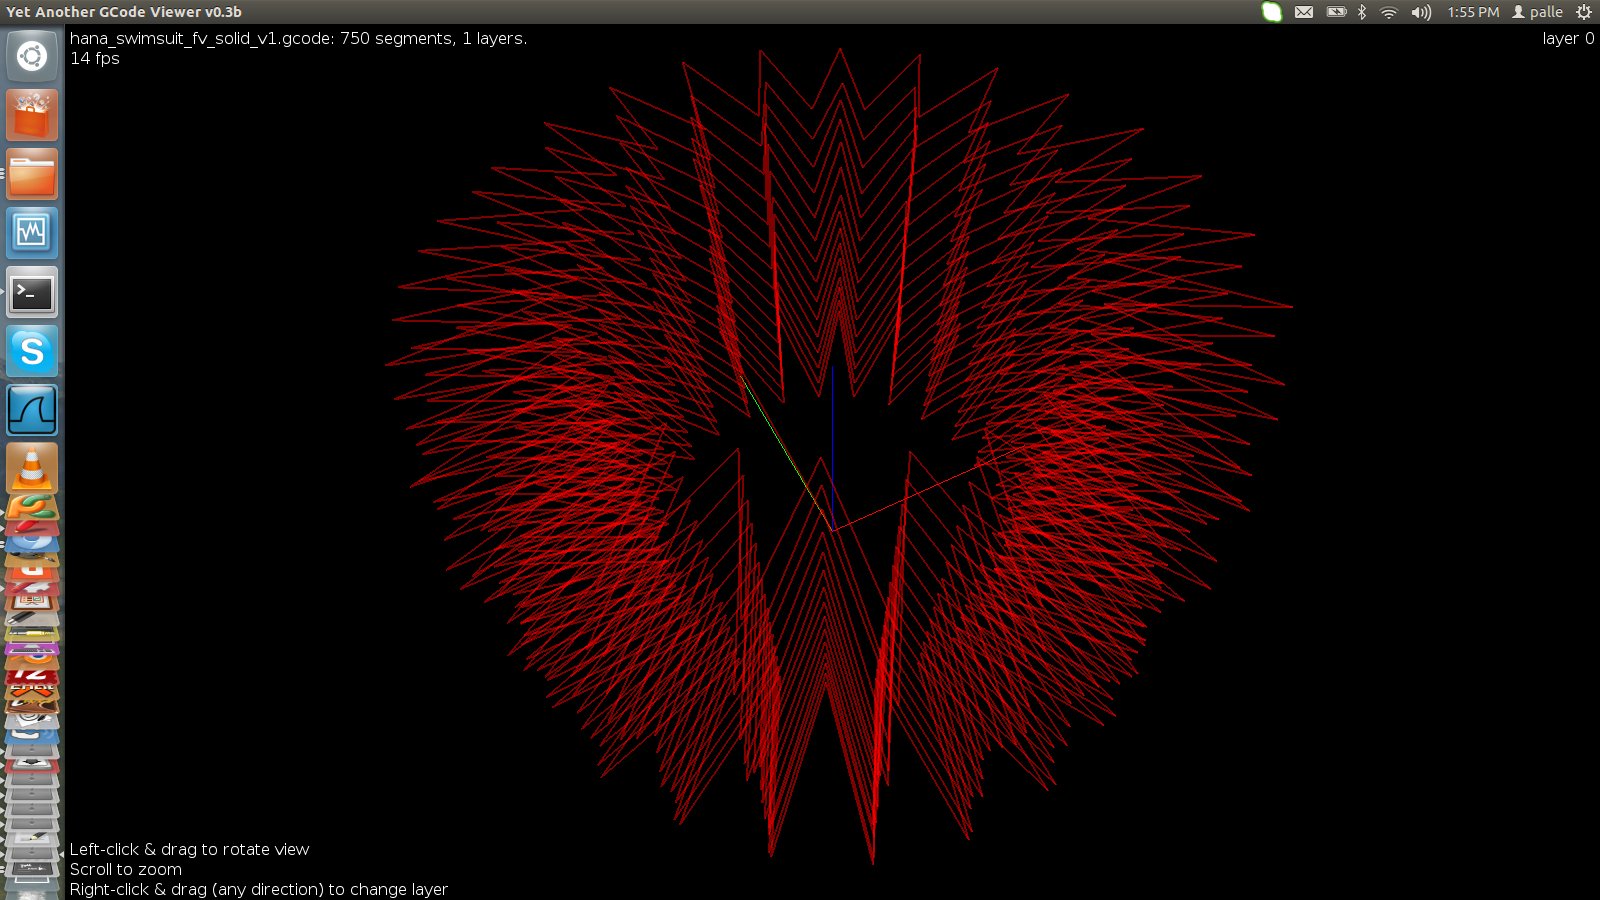 Yet Another GCode Viewer v0.3b
1:55 PM
palle
hana_swimsuit_fv_solid_v1.gcode: 750 segments, 1 layers.
layer 0
14 fps
Left-click & drag to rotate view
Scroll to zoom
Right-click & drag (any direction) to change layer